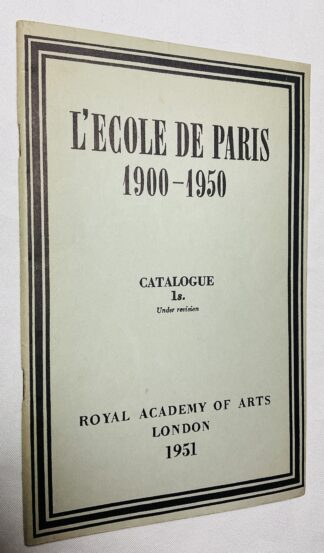 L'ECOLE DE PARIS
1900-1950
CATALOGUE
1s.
Under revision
ROYAL ACADEMY OF ARTS
LONDON
1951